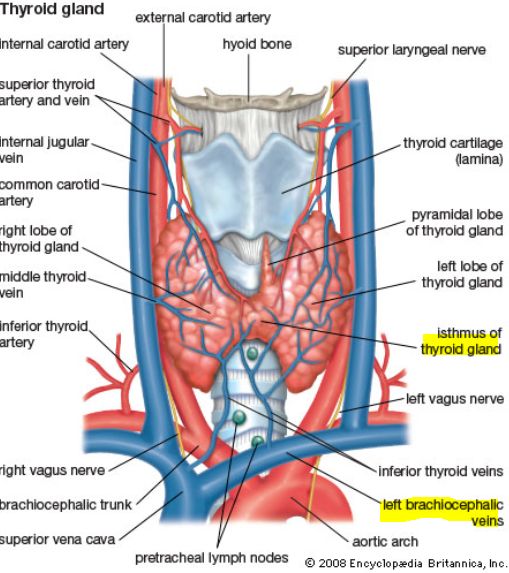 Thyroid gland
external carotid artery
internal carotid artery
hyoid bone
superior laryngeal nerve
superior thyroid
artery and vein
internal jugular
vein
thyroid cartilage
(lamina)
common carotid
artery
pyramidal lobe
of thyroid gland
right lobe of
thyroid gland
left lobe of
thyroid gland
middle thyroid
vein
inferior thyroid
artery
isthmus of
thyroid gland
left vagus nerve
right vagus nerve
inferior thyroid veins
brachiocephalic trunk
left brachiocephalic
veins
superior vena cava
aortic arch
pretracheal lymph nodes
© 2008 Encyclopædia Britannica, Inc.